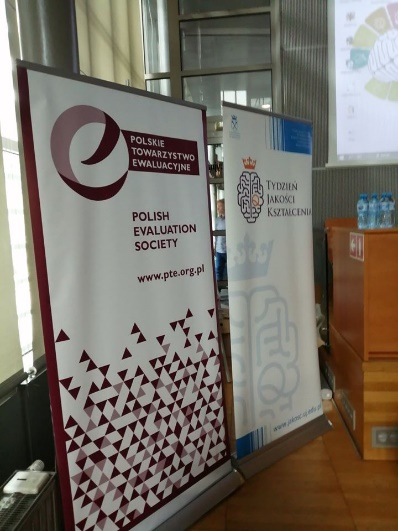 POLSKIE
TOWARZYSTWO
EWALUACYJNE
POLISH
EVALUATION
SOCIETY
www.pte.org.pl
TYDZIEŃ
JAKOŚCI
KSZTAŁCENIA